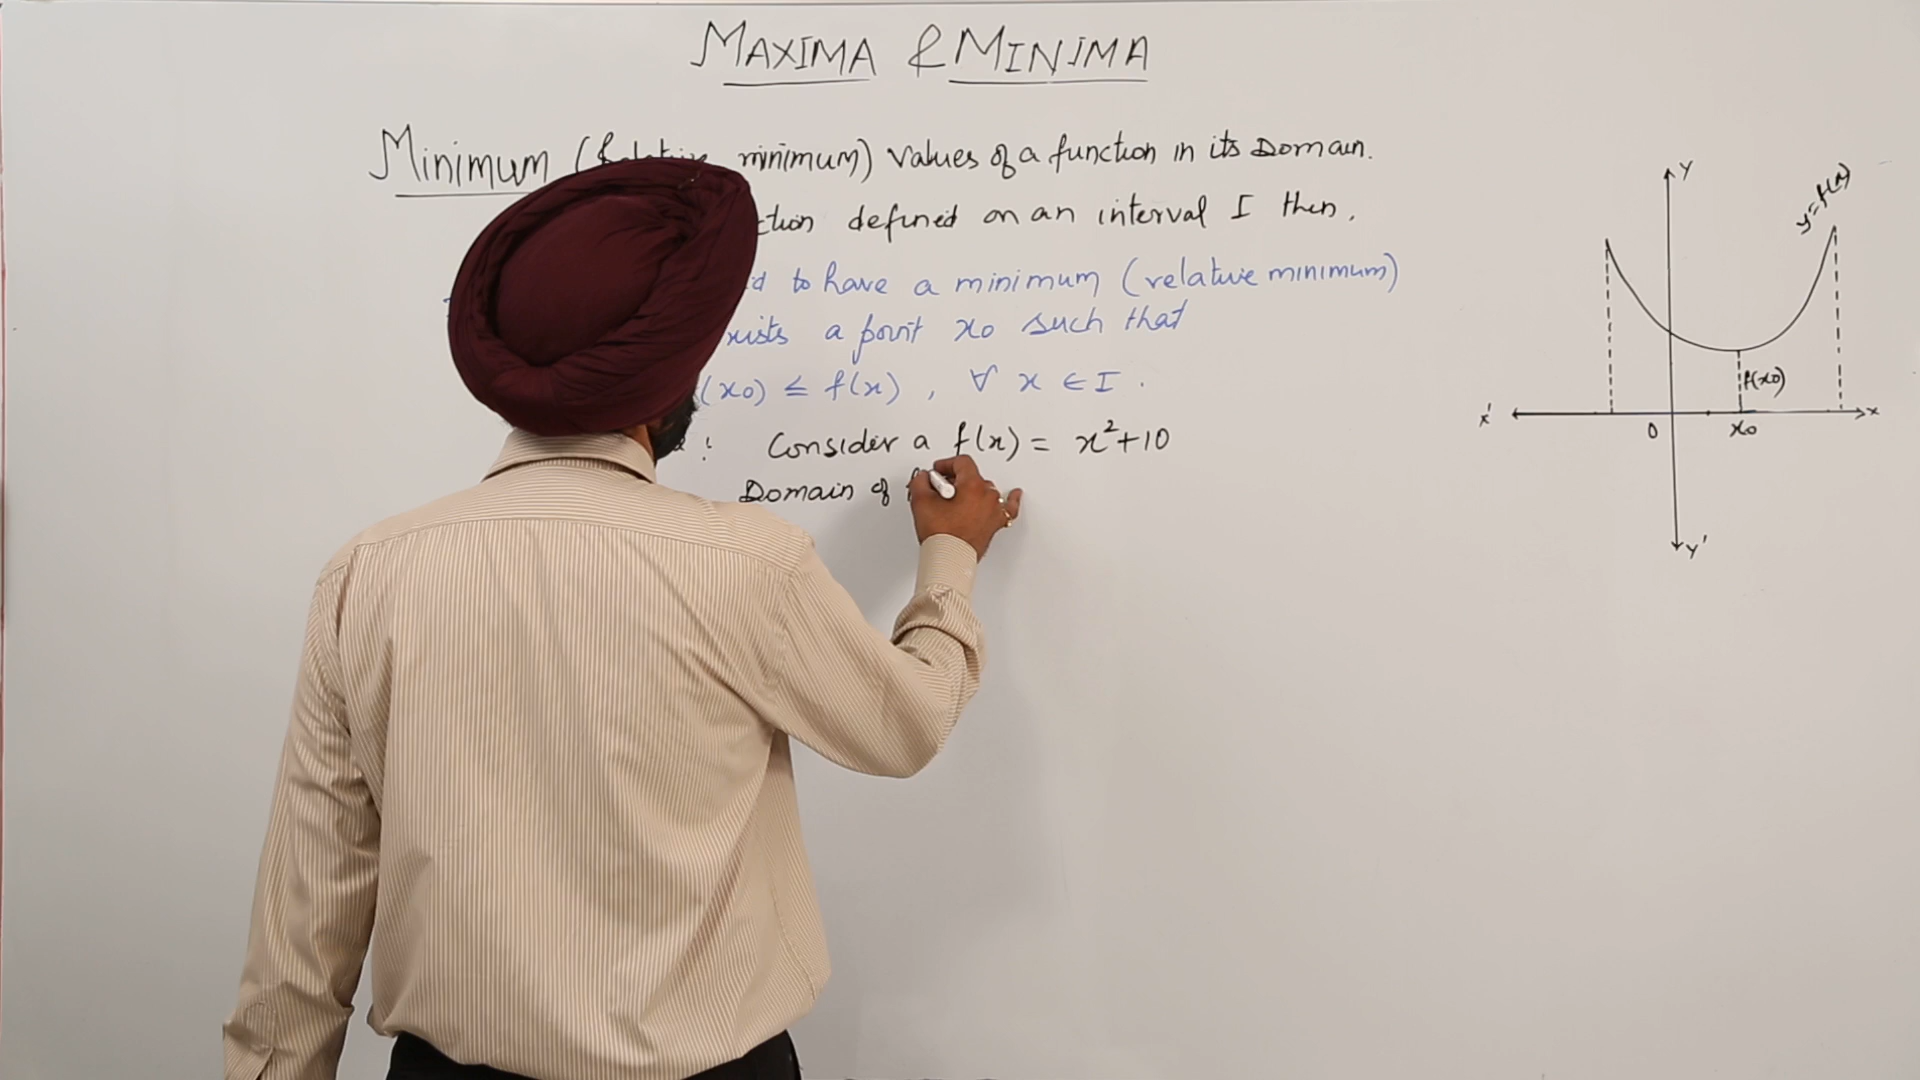 MAXIMA & MINIMA
Minimum (Relative minimum) Values of a function in its Domain.
defined on an interval I then,
to have a minimum (relative minimum)
a point x₀ such that
(x₀) ≤ f(x) , ∀ x ∈ I .
: Consider a f(x) = x²+10
Domain of f
Y
y=f(x)
f(x₀)
x'
0
x₀
x
Y'